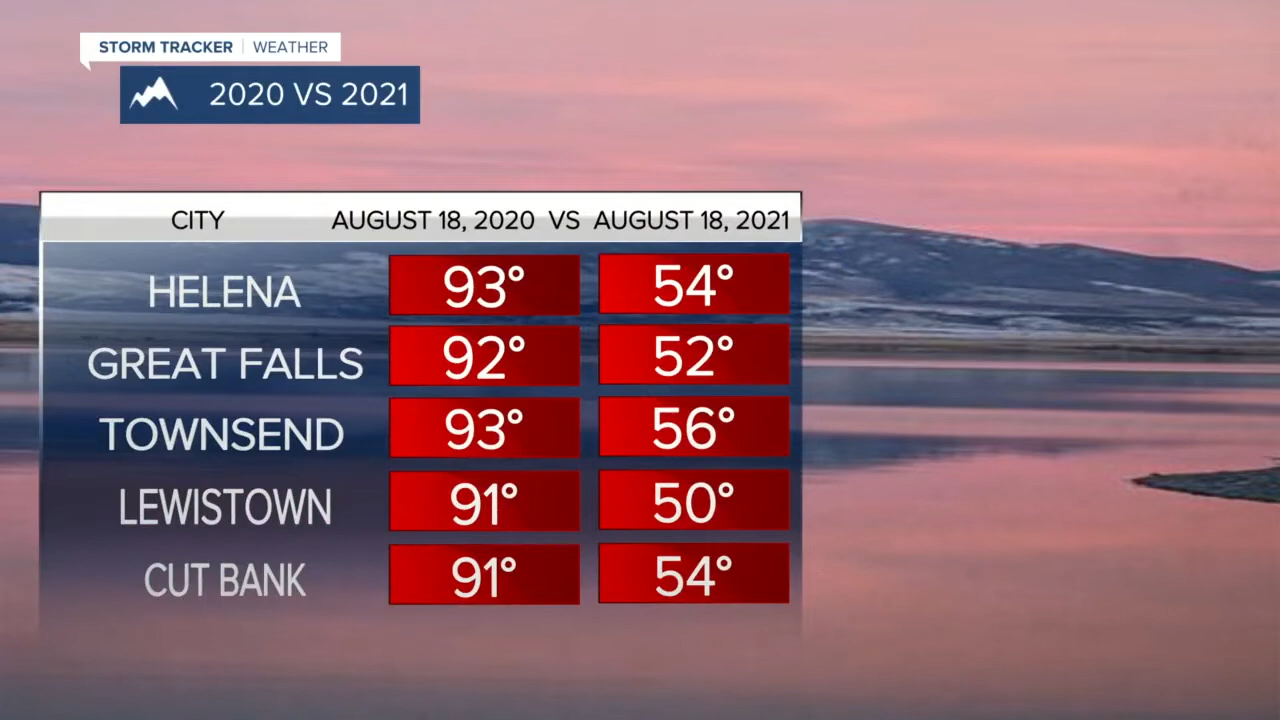 STORM TRACKER | WEATHER
2020 VS 2021
CITY AUGUST 18, 2020 VS AUGUST 18, 2021
HELENA 93° 54°
GREAT FALLS 92° 52°
TOWNSEND 93° 56°
LEWISTOWN 91° 50°
CUT BANK 91° 54°